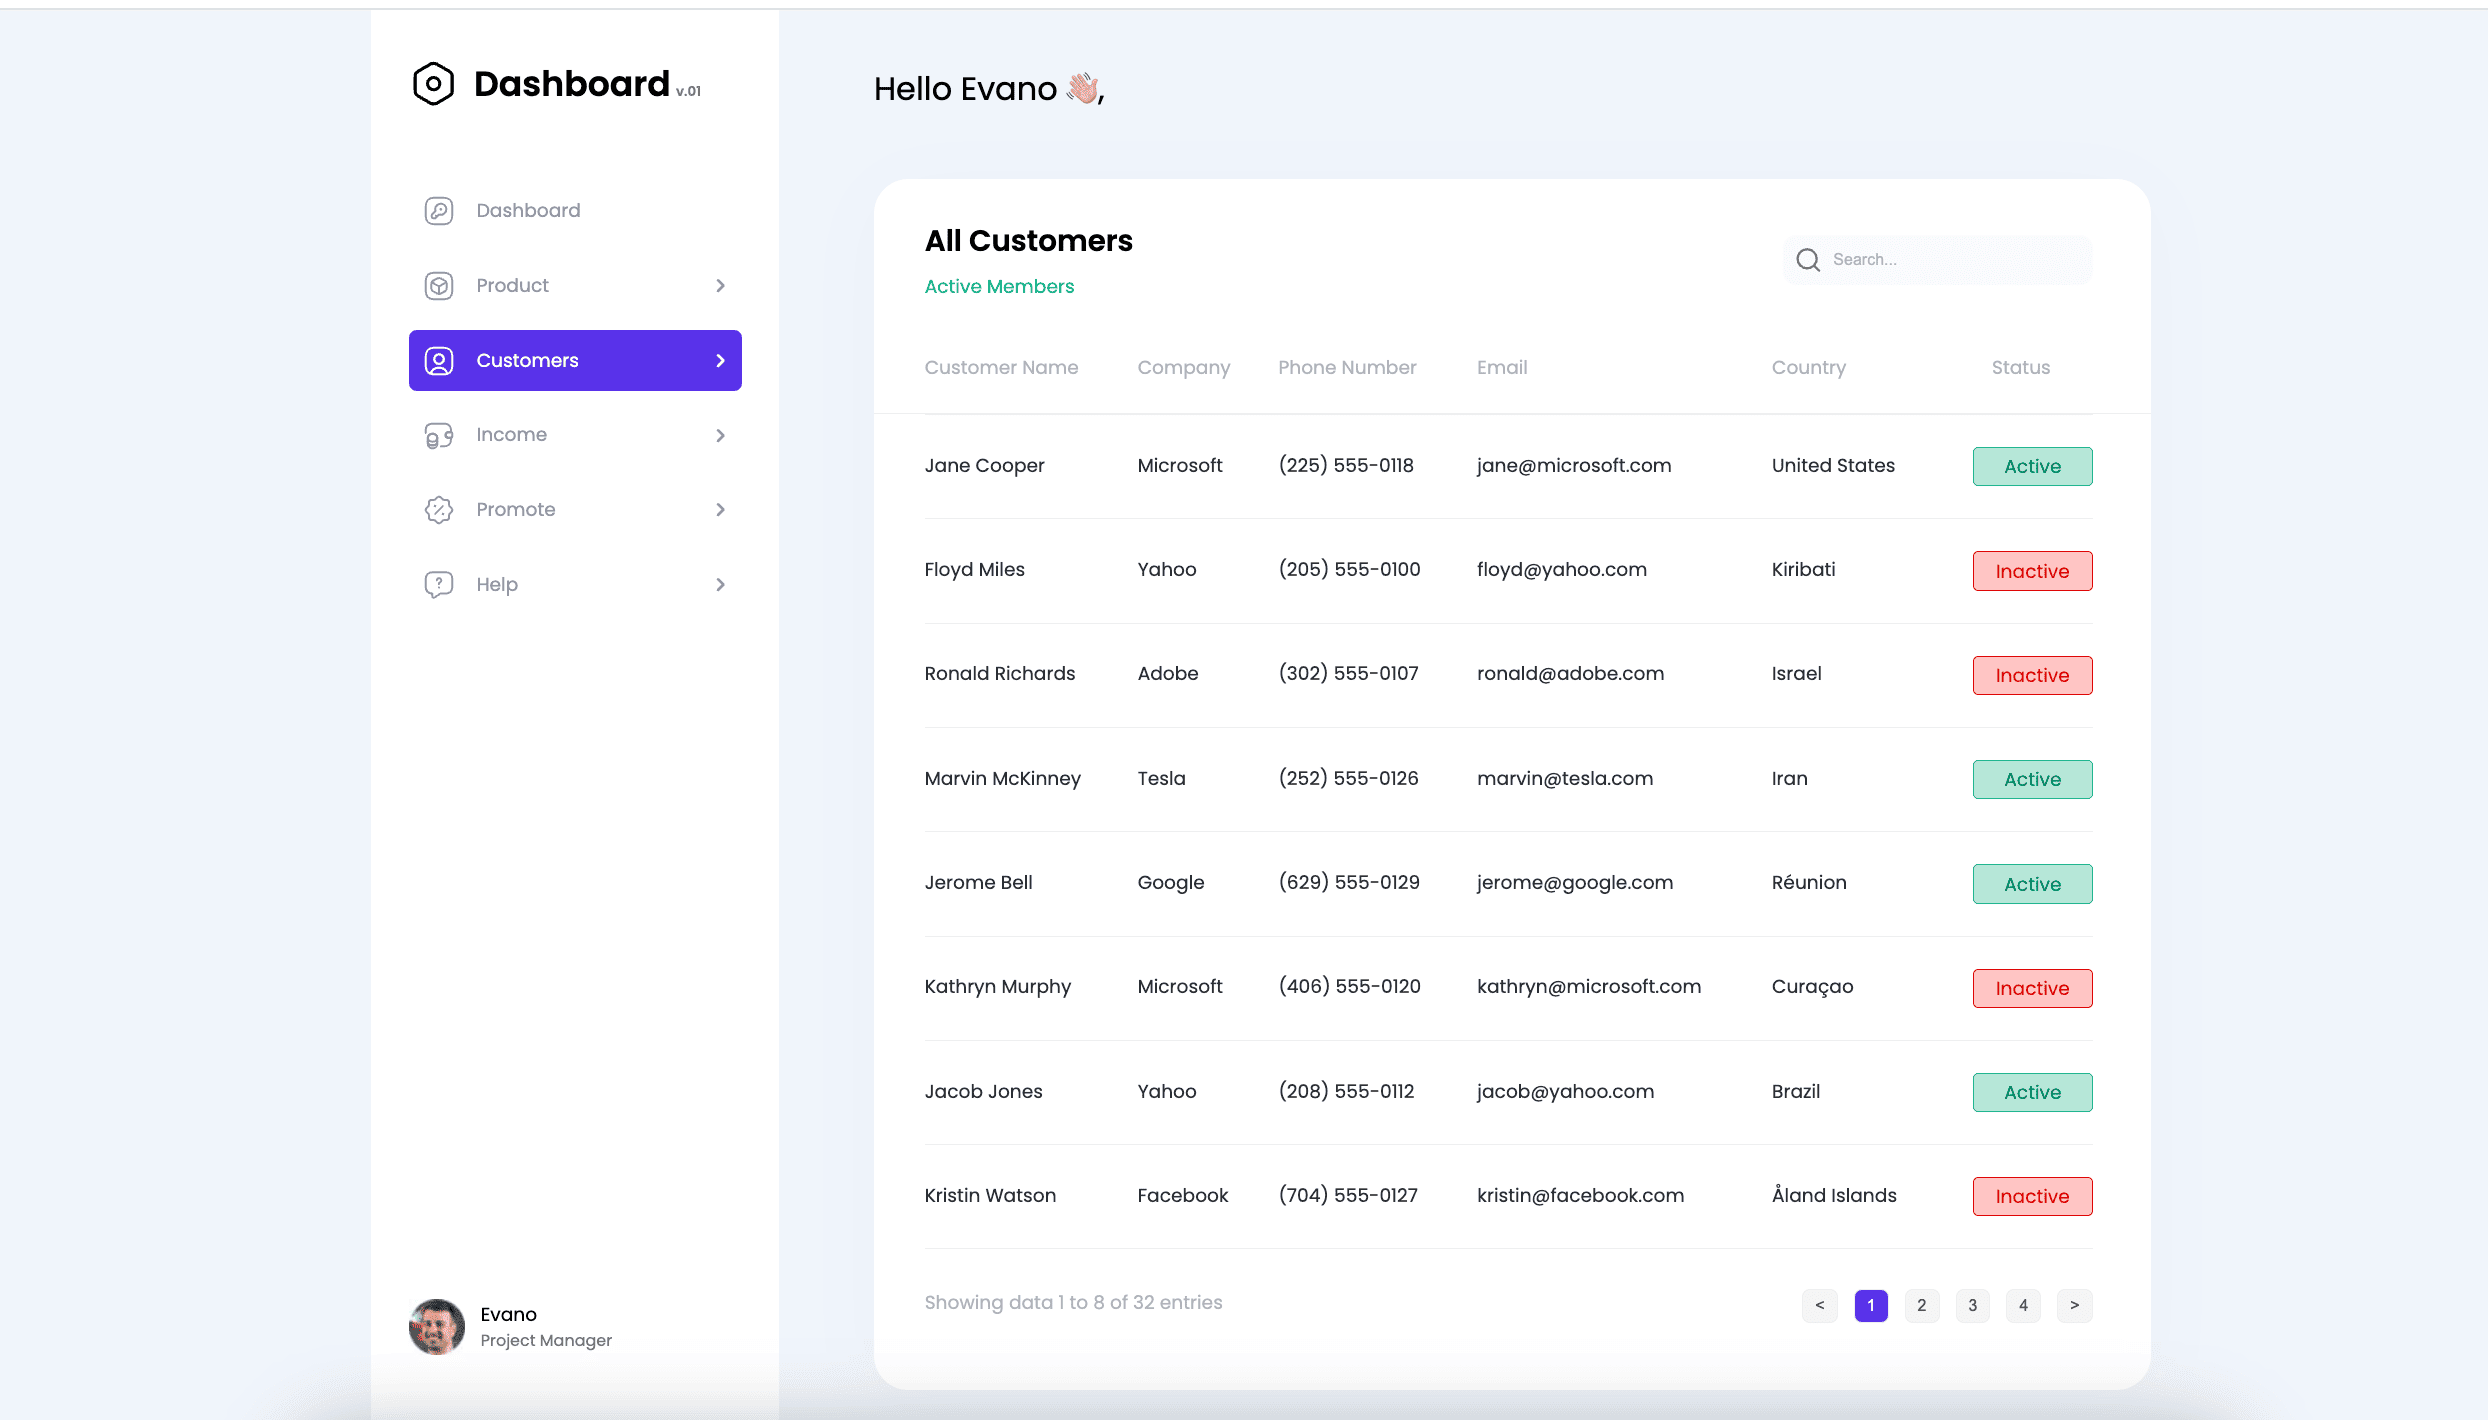 Dashboard v.01
Dashboard
Product
Customers
Income
Promote
Help
Evano
Project Manager
Hello Evano 👋,
All Customers
Active Members
Search...
Customer Name Company Phone Number Email Country Status
Jane Cooper Microsoft (225) 555-0118 jane@microsoft.com United States Active
Floyd Miles Yahoo (205) 555-0100 floyd@yahoo.com Kiribati Inactive
Ronald Richards Adobe (302) 555-0107 ronald@adobe.com Israel Inactive
Marvin McKinney Tesla (252) 555-0126 marvin@tesla.com Iran Active
Jerome Bell Google (629) 555-0129 jerome@google.com Réunion Active
Kathryn Murphy Microsoft (406) 555-0120 kathryn@microsoft.com Curaçao Inactive
Jacob Jones Yahoo (208) 555-0112 jacob@yahoo.com Brazil Active
Kristin Watson Facebook (704) 555-0127 kristin@facebook.com Åland Islands Inactive
Showing data 1 to 8 of 32 entries
< 1 2 3 4 >